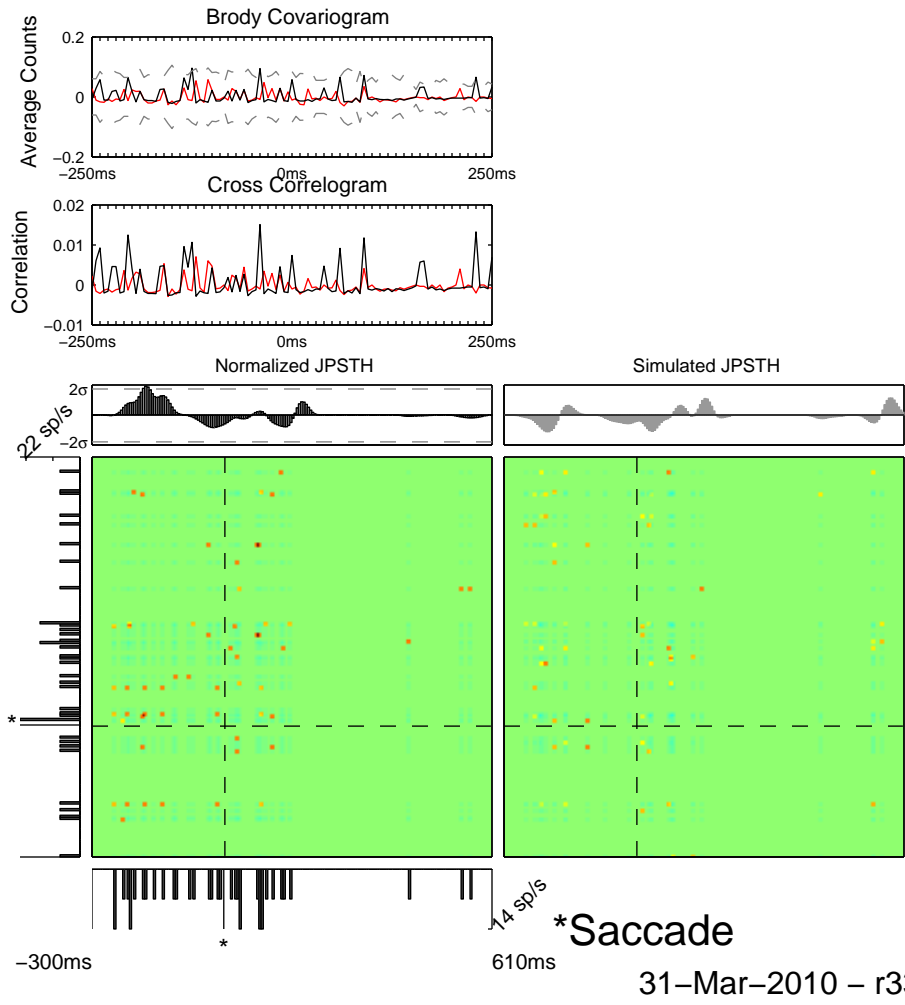 Brody Covariogram
0.2
0
−0.2
Average Counts
−250ms
0ms
250ms
Cross Correlogram
0.02
0.01
0
−0.01
Correlation
−250ms
0ms
250ms
Normalized JPSTH
Simulated JPSTH
2σ
−2σ
22 sp/s
*
14 sp/s
*
*Saccade
−300ms
610ms
31−Mar−2010 − r33